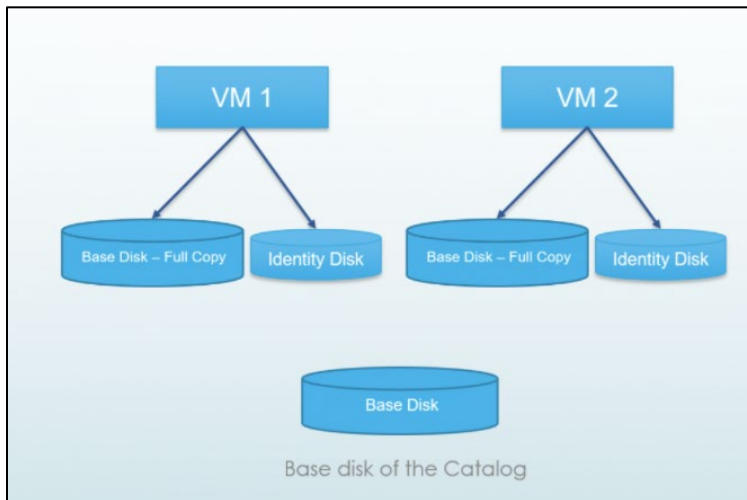 VM 1
VM 2
Base Disk – Full Copy
Identity Disk
Base Disk – Full Copy
Identity Disk
Base Disk
Base disk of the Catalog